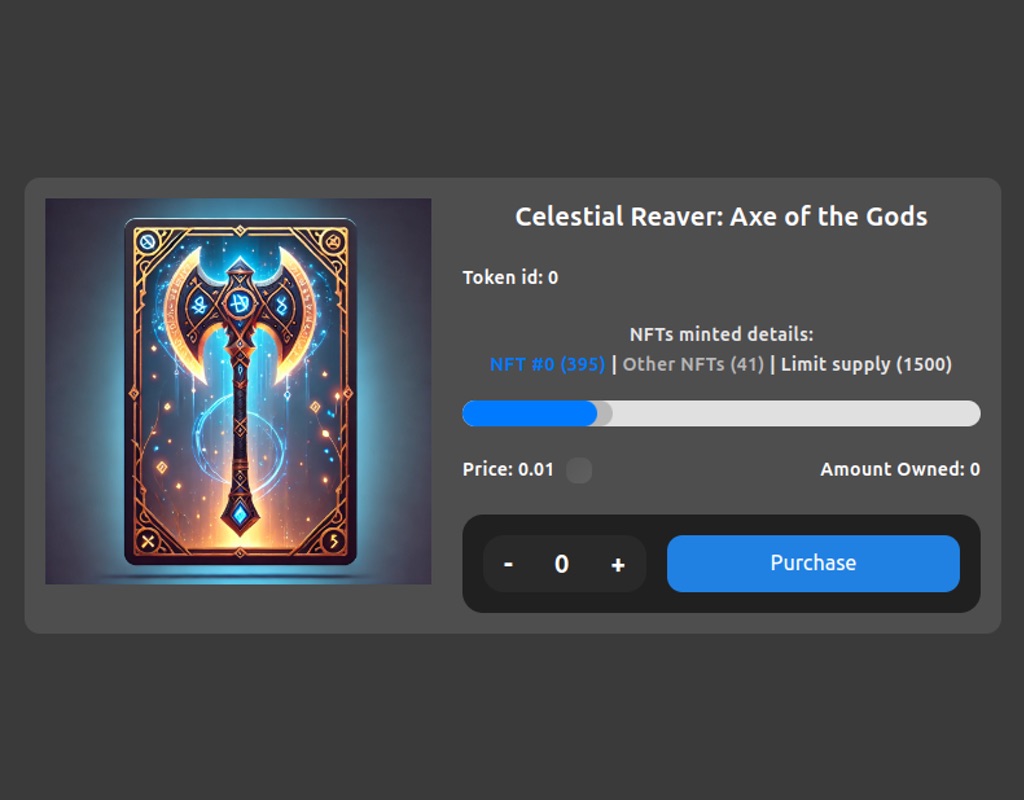 Celestial Reaver: Axe of the Gods
Token id: 0
NFTs minted details:
NFT #0 (395) | Other NFTs (41) | Limit supply (1500)
Price: 0.01
Amount Owned: 0
- 0 +
Purchase